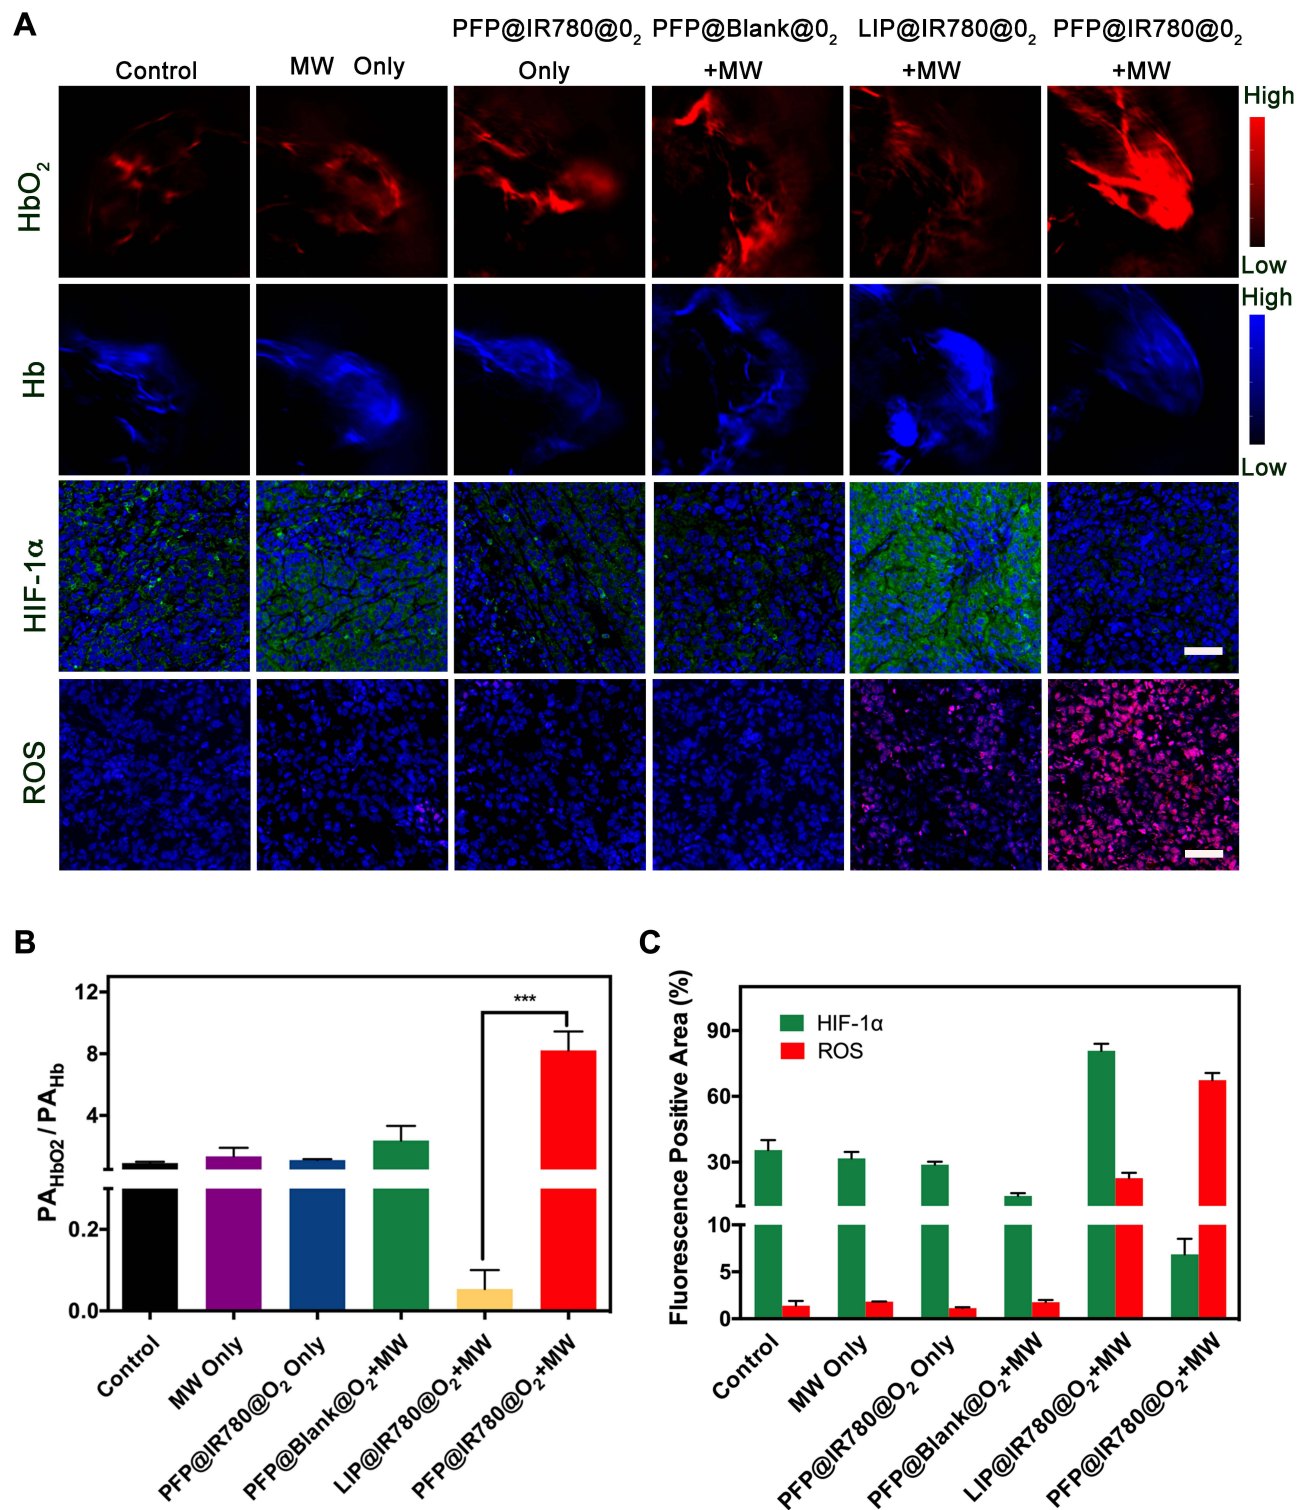 A
PFP@IR780@0₂ PFP@Blank@0₂ LIP@IR780@0₂ PFP@IR780@0₂
Control MW Only Only +MW +MW +MW
High
HbO₂
Low
High
Hb
Low
HIF-1α
ROS
B
PA_HbO2 / PA_Hb
12
8
4
0.2
0.0
***
Control
MW Only
PFP@IR780@O₂ Only
PFP@Blank@O₂+MW
LIP@IR780@O₂+MW
PFP@IR780@O₂+MW
C
Fluorescence Positive Area (%)
90
60
30
10
5
0
HIF-1α
ROS
Control
MW Only
PFP@IR780@O₂ Only
PFP@Blank@O₂+MW
LIP@IR780@O₂+MW
PFP@IR780@O₂+MW